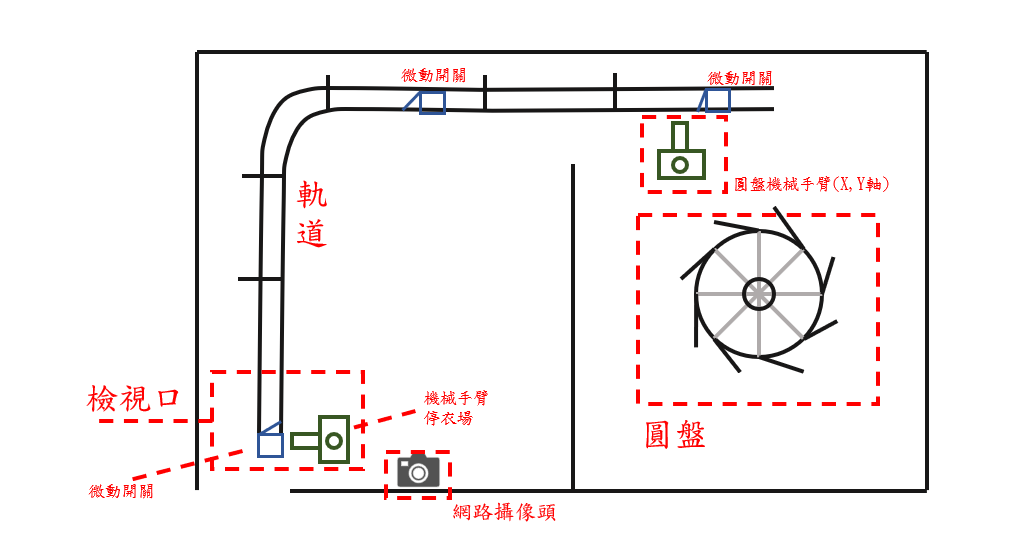 微動開關
微動開關
圓盤機械手臂(X,Y軸)
軌
道
檢視口
機械手臂
停衣場
圓盤
微動開關
網路攝像頭